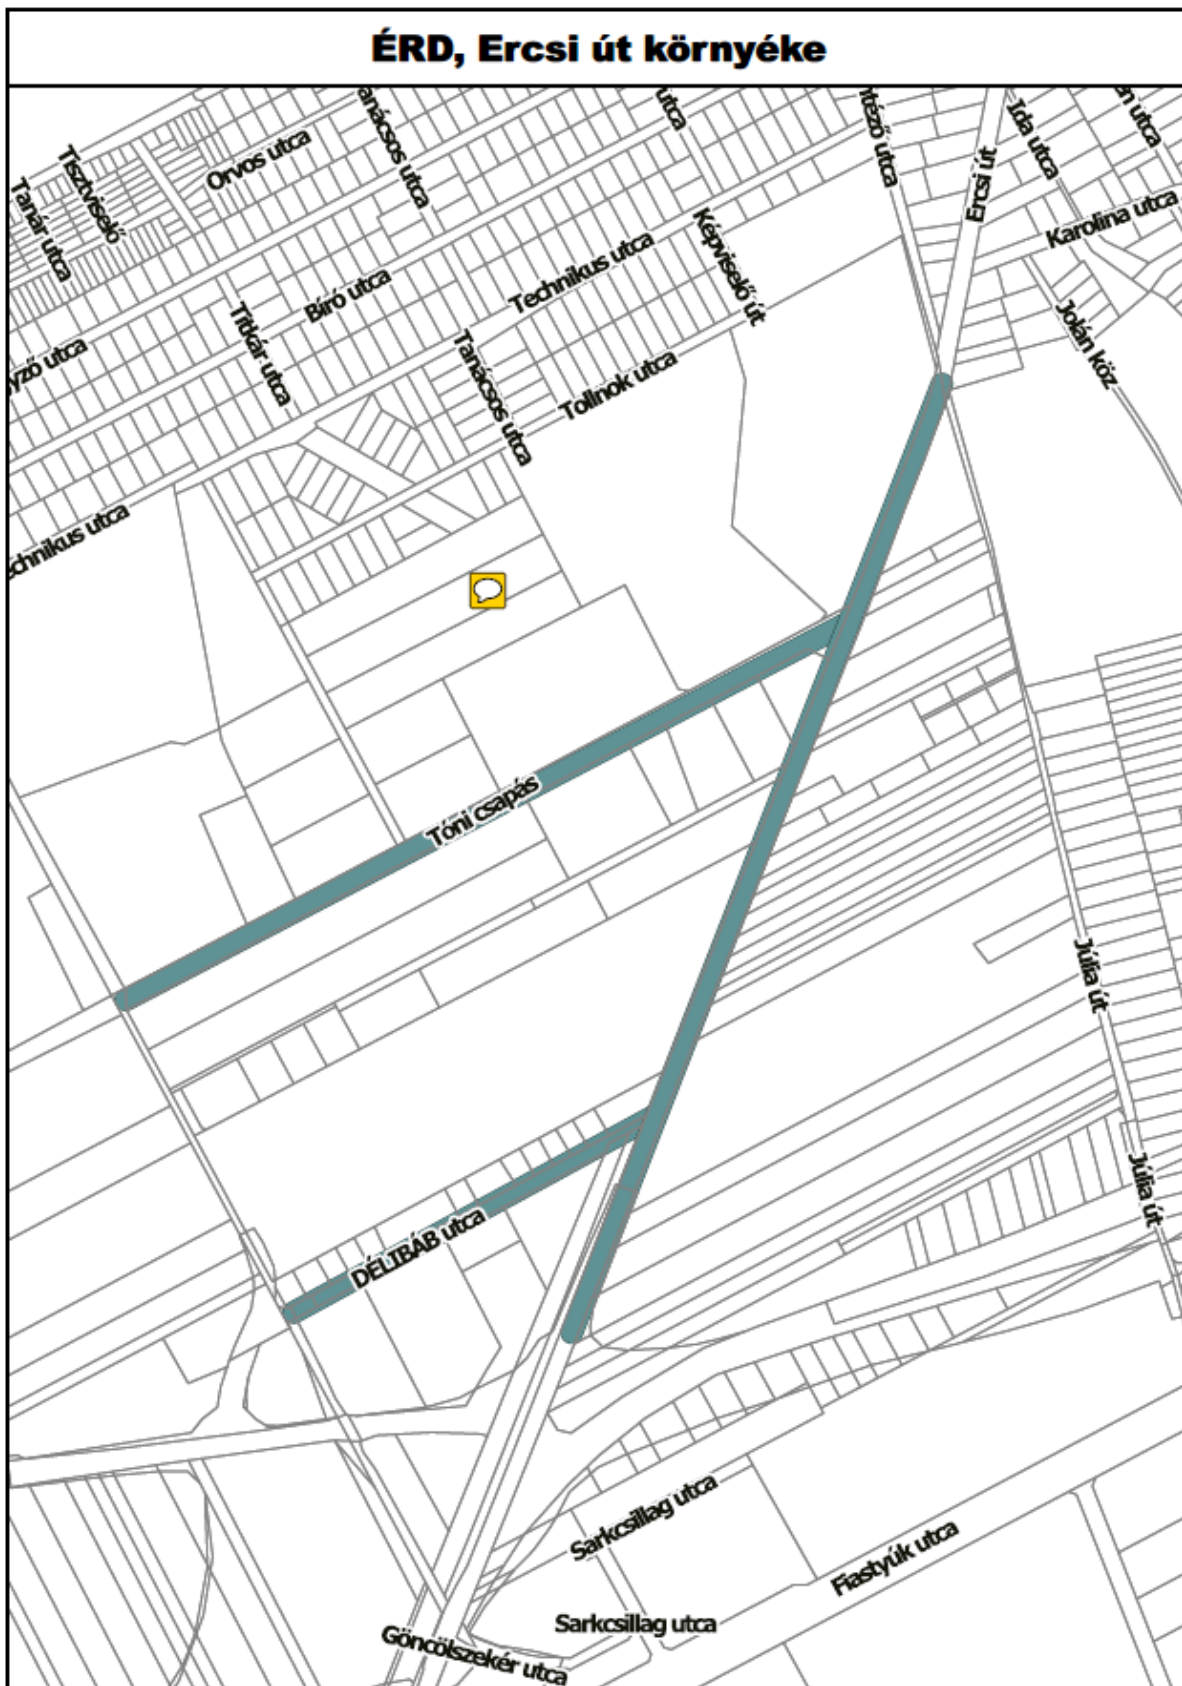 ÉRD, Ercsi út környéke
Orvos utca
Tisztviselő
Tanár utca
utca
Ercsi út
Ida utca
utca
Karolina utca
Képviselő út
Technikus utca
Bíró utca
Titkár utca
Jolán köz
Tanácsos utca
Tollnok utca
Tóni csapás
Júlia út
Júlia út
DÉLIBÁB utca
Sarkcsillag utca
Fiastyúk utca
Sarkcsillag utca
Göncölszekér utca